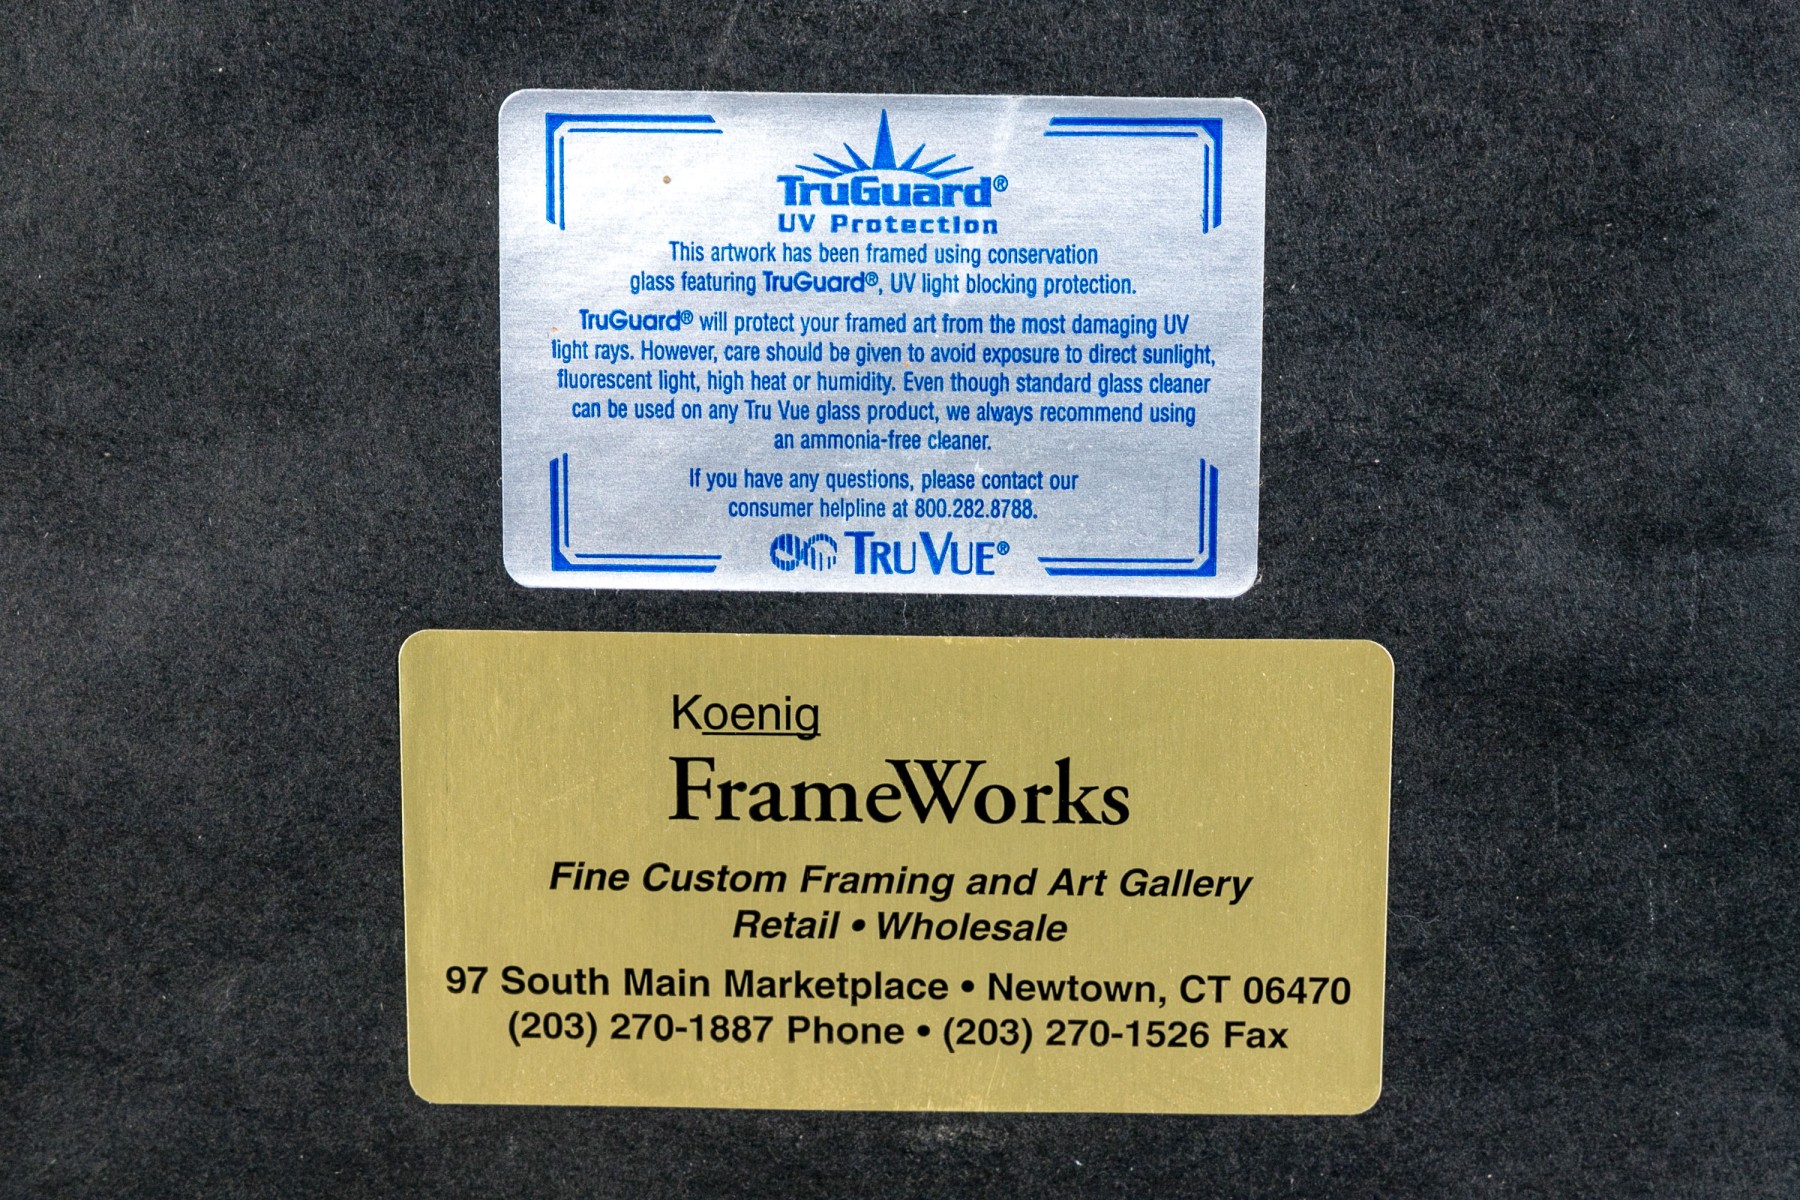 TruGuard®
UV Protection
This artwork has been framed using conservation
glass featuring TruGuard®, UV light blocking protection.
TruGuard® will protect your framed art from the most damaging UV
light rays. However, care should be given to avoid exposure to direct sunlight,
fluorescent light, high heat or humidity. Even though standard glass cleaner
can be used on any Tru Vue glass product, we always recommend using
an ammonia-free cleaner.
If you have any questions, please contact our
consumer helpline at 800.282.8788.
TRU VUE®
Koenig
FrameWorks
Fine Custom Framing and Art Gallery
Retail • Wholesale
97 South Main Marketplace • Newtown, CT 06470
(203) 270-1887 Phone • (203) 270-1526 Fax